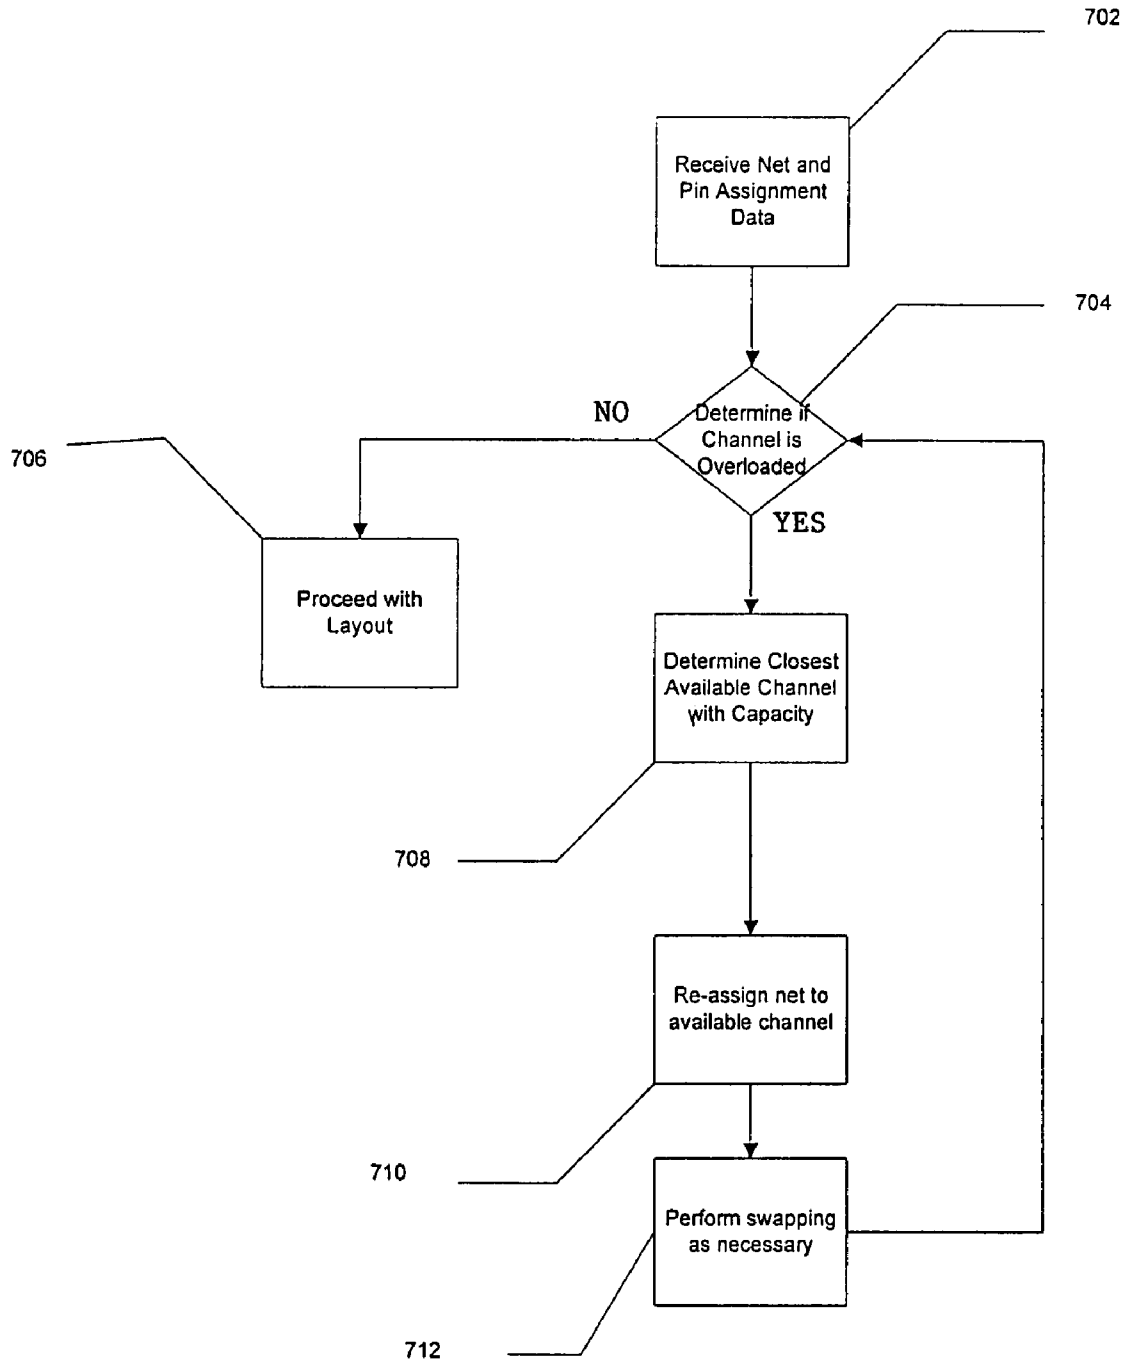 702
Receive Net and
Pin Assignment
Data
704
NO
Determine if
Channel is
Overloaded
706
YES
Proceed with
Layout
Determine Closest
Available Channel
with Capacity
708
Re-assign net to
available channel
710
Perform swapping
as necessary
712